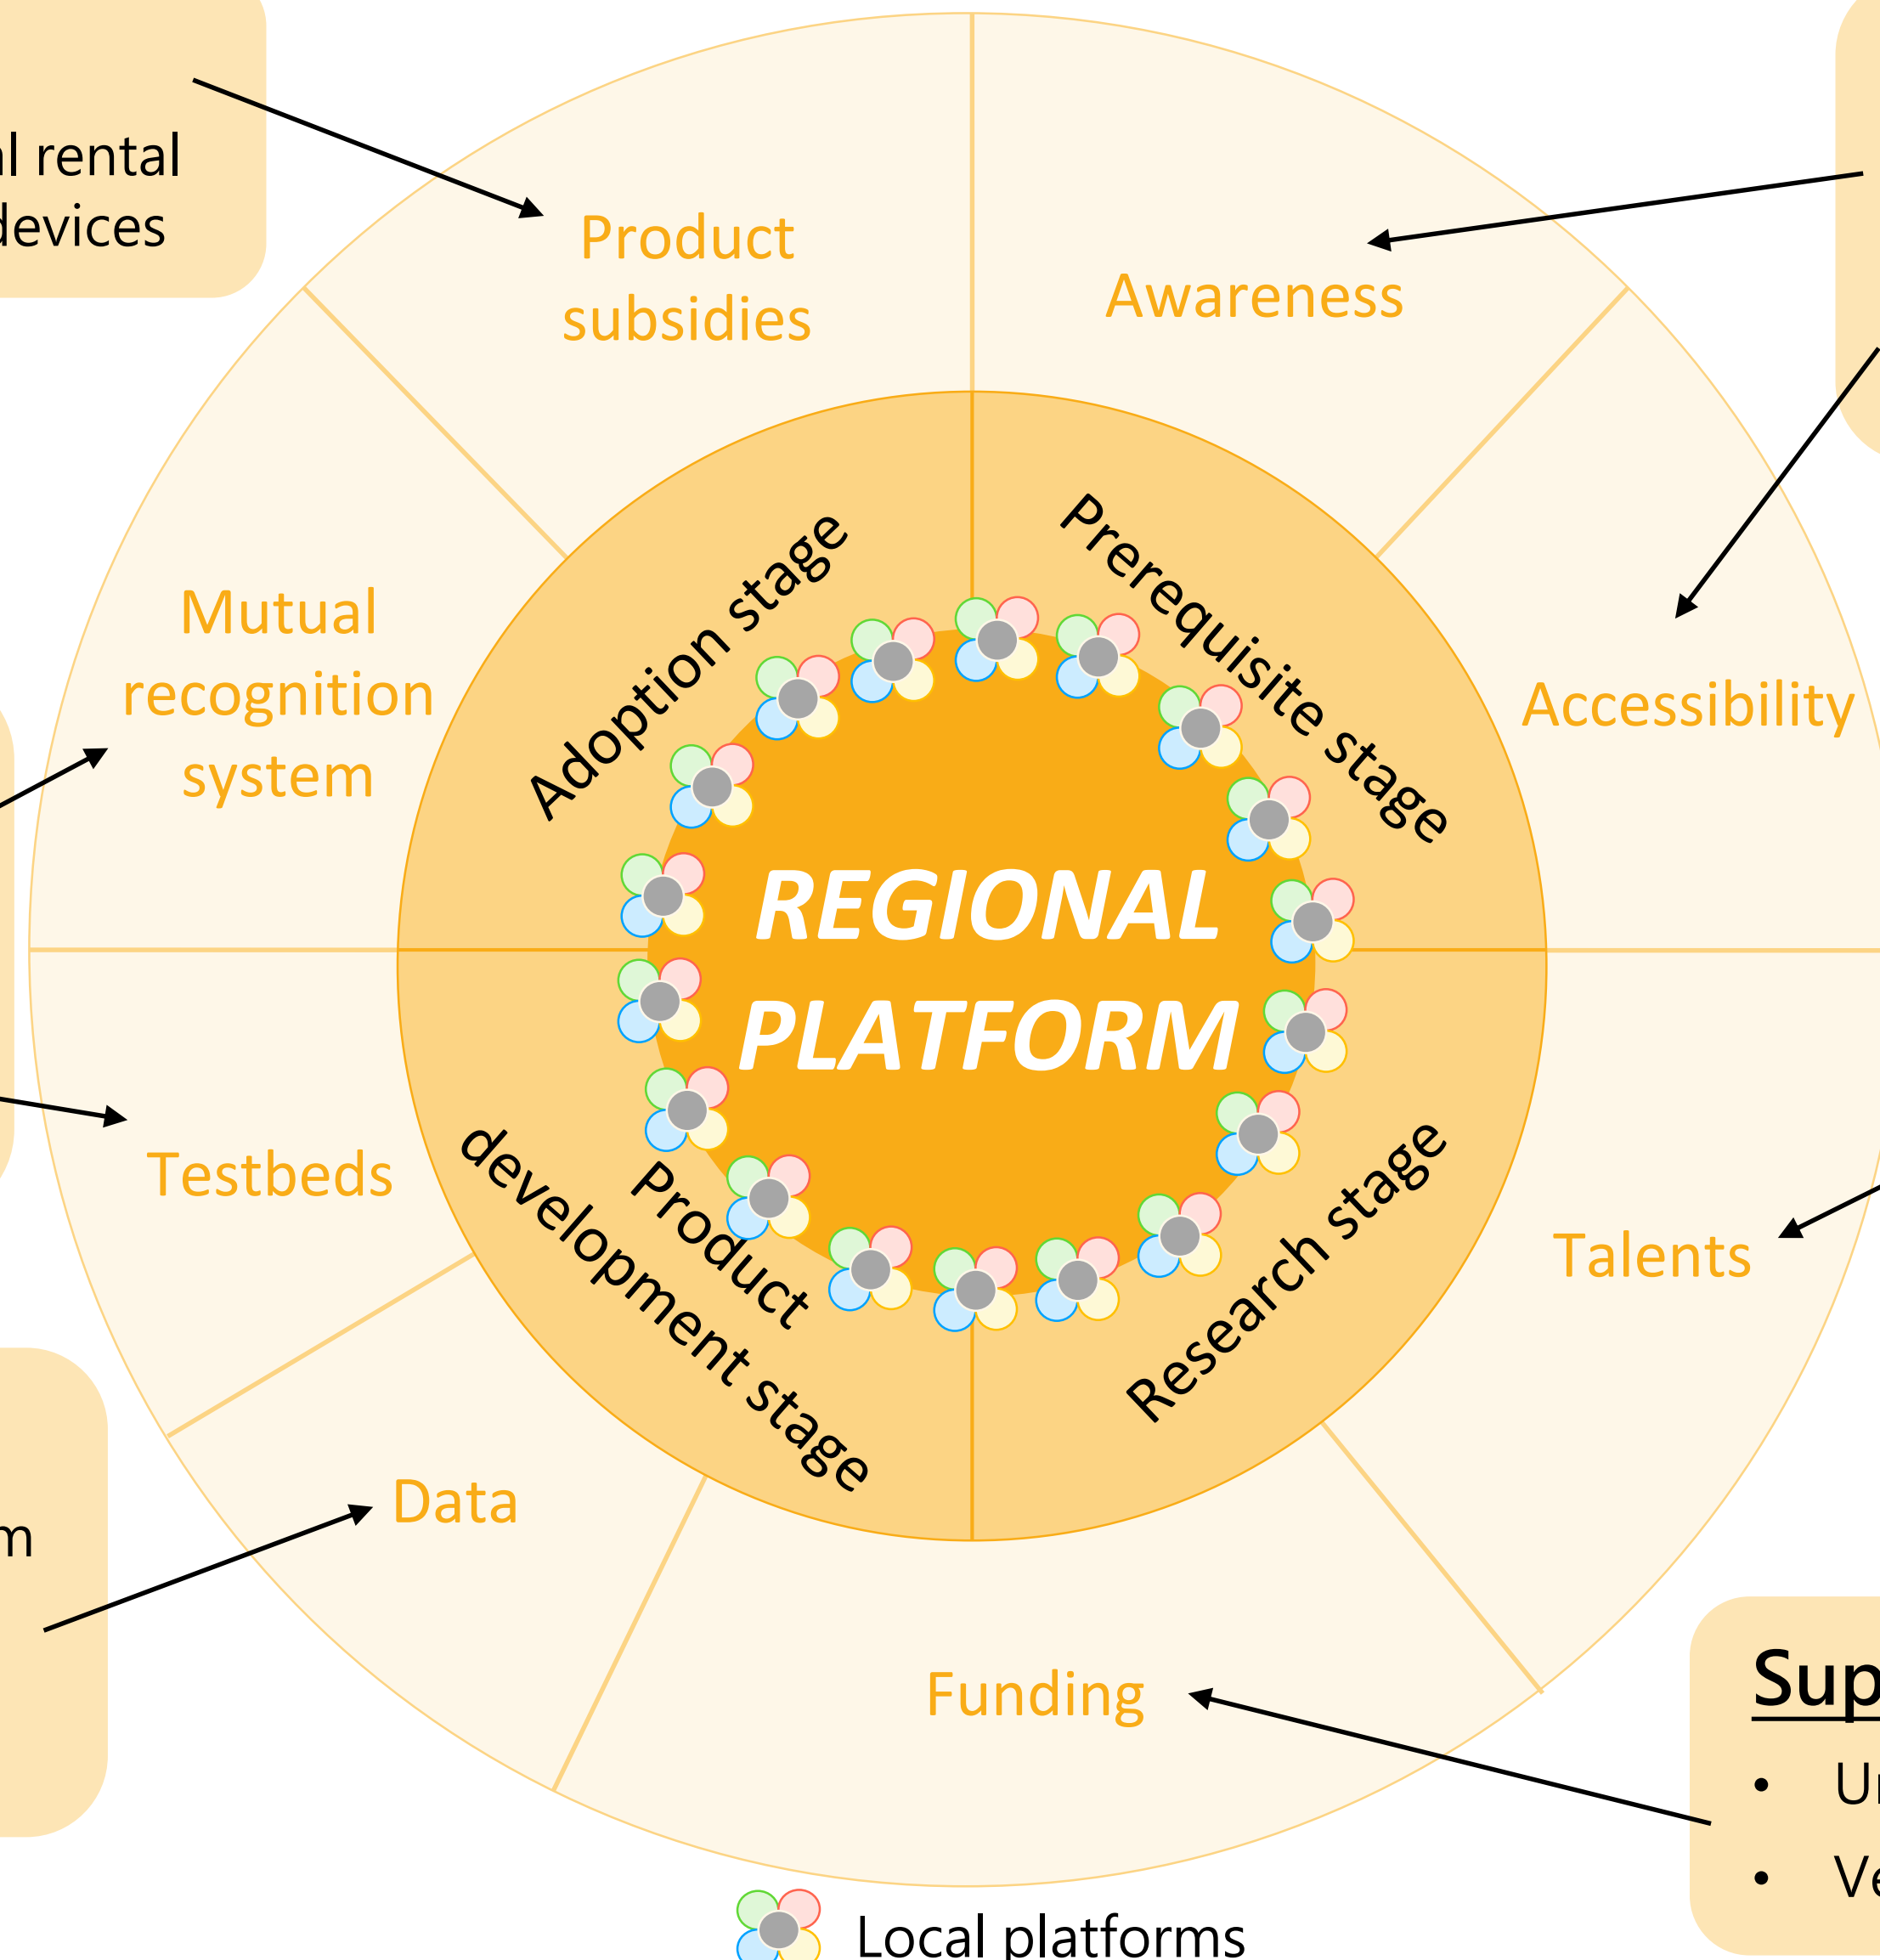 rental
devices
Product
subsidies
Awareness
Adoption stage
Prerequisite stage
Mutual
recognition
system
Accessibility
REGIONAL
PLATFORM
Testbeds
Talents
Product
development stage
Research stage
Data
Funding
Local platforms